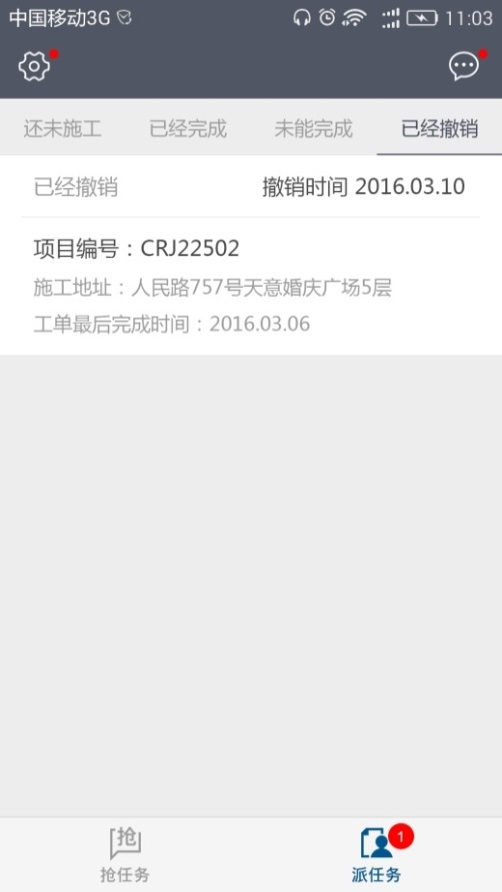 中国移动3G 11:03
还未施工 已经完成 未能完成 已经撤销
已经撤销 撤销时间 2016.03.10
项目编号：CRJ22502
施工地址：人民路757号天意婚庆广场5层
工单最后完成时间：2016.03.06
抢 1
抢任务 派任务